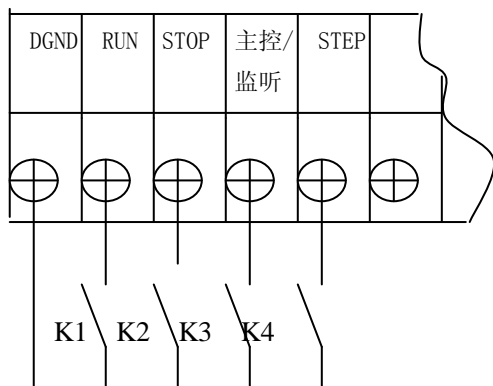 DGND RUN STOP 主控/ STEP
监听
K1 K2 K3 K4